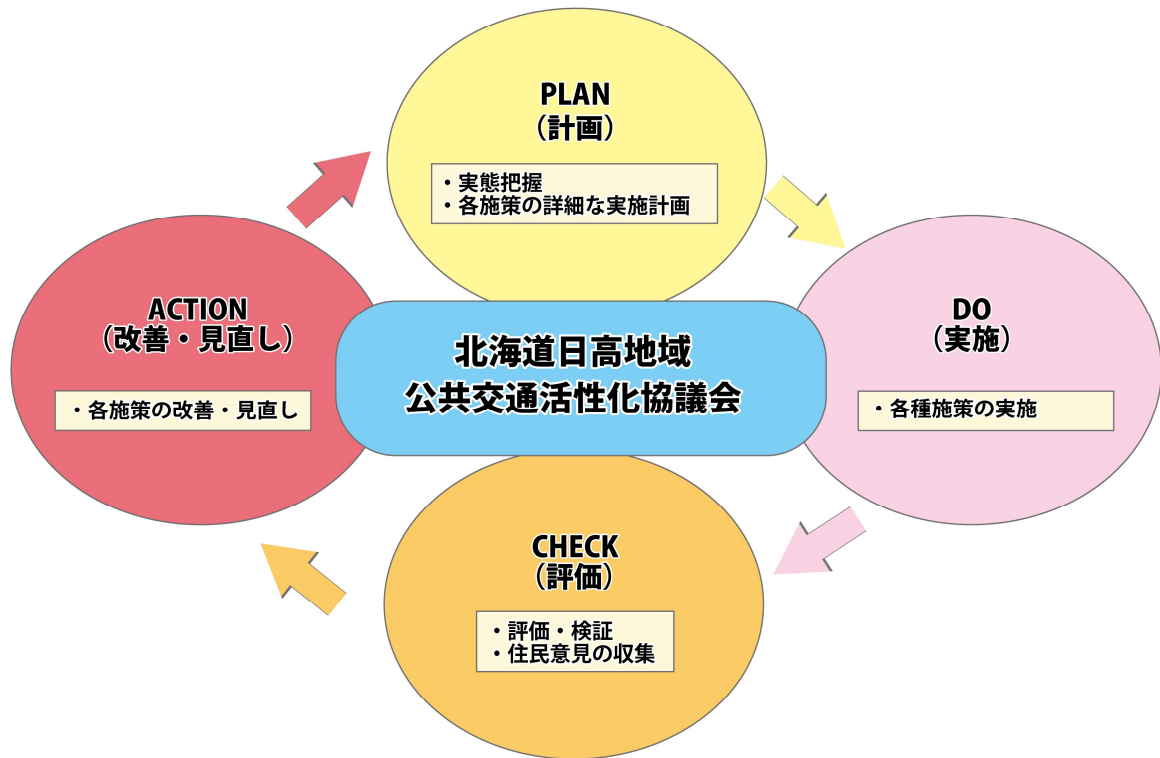 PLAN
（計画）
・実態把握
・各施策の詳細な実施計画
DO
（実施）
・各種施策の実施
CHECK
（評価）
・評価・検証
・住民意見の収集
ACTION
（改善・見直し）
・各施策の改善・見直し
北海道日高地域
公共交通活性化協議会